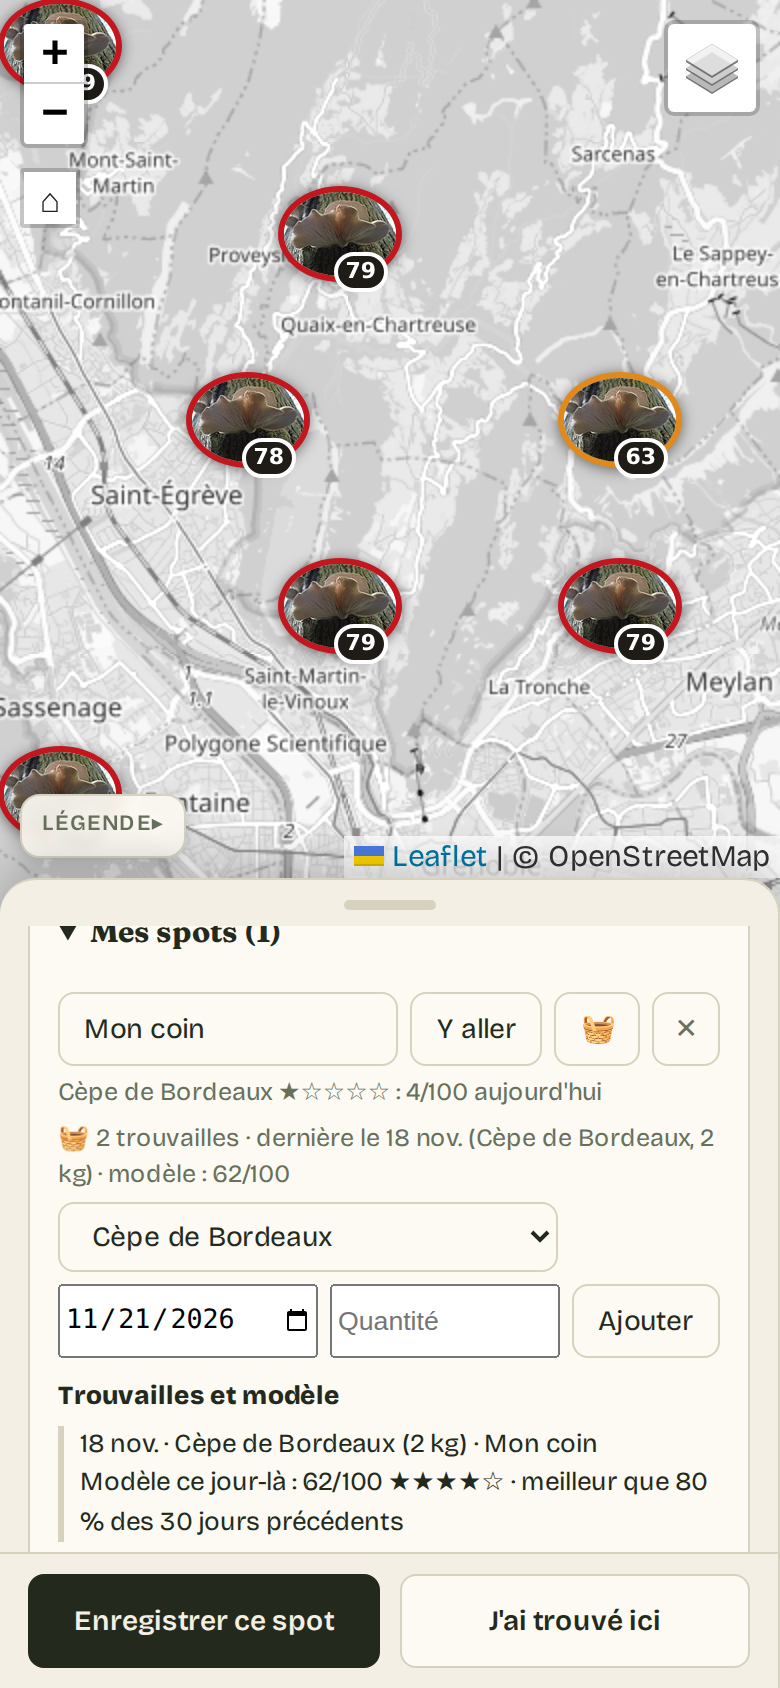 +
9
−
⌂
Mont-Saint-
Martin
Sarcenas
Proveys
79
Le Sappey-
en-Chartreus
ontanil-Cornillon
Quaix-en-Chartreuse
78
63
14
Saint-Égrève
79
79
Saint-Martin-
le-Vinoux
1
1.1
La Tronche
Meylan
Sassenage
Polygone Scientifique
27
ntaine
2
LÉGENDE▸
Leaflet | © OpenStreetMap
▼ Mes spots (1)
Mon coin
Y aller
✕
Cèpe de Bordeaux ★☆☆☆☆ : 4/100 aujourd'hui
🧺 2 trouvailles · dernière le 18 nov. (Cèpe de Bordeaux, 2
kg) · modèle : 62/100
Cèpe de Bordeaux
11/21/2026
Quantité
Ajouter
Trouvailles et modèle
18 nov. · Cèpe de Bordeaux (2 kg) · Mon coin
Modèle ce jour-là : 62/100 ★★★★☆ · meilleur que 80
% des 30 jours précédents
Enregistrer ce spot
J'ai trouvé ici